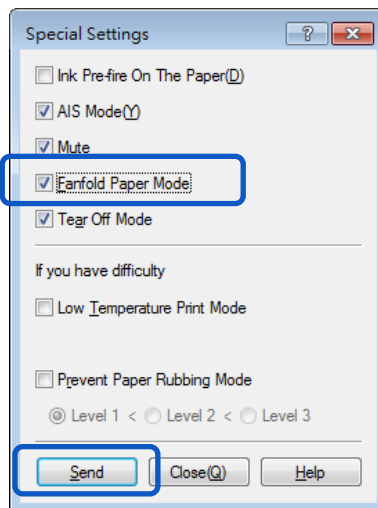 Special Settings
Ink Pre-fire On The Paper(D)
AIS Mode(Y)
Mute
Fanfold Paper Mode
Tear Off Mode
If you have difficulty
Low Temperature Print Mode
Prevent Paper Rubbing Mode
Level 1 < Level 2 < Level 3
Send Close(Q) Help